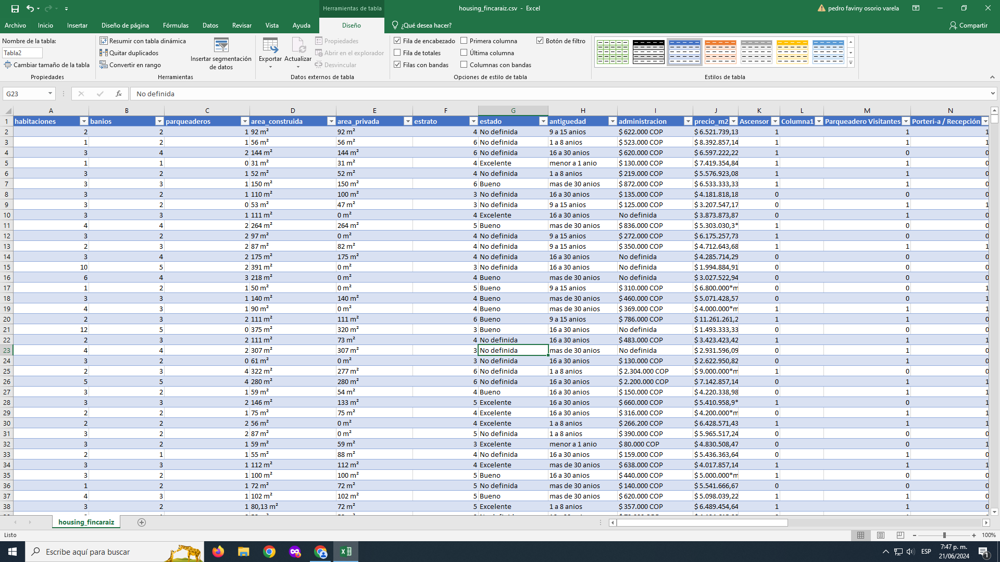 Herramientas de tabla
housing_fincaraiz.csv - Excel
pedro faviny osorio varela
Archivo Inicio Insertar Diseño de página Fórmulas Datos Revisar Vista Ayuda Diseño ¿Qué desea hacer? Compartir
Nombre de la tabla:
Tabla2
Cambiar tamaño de la tabla
Propiedades
Resumir con tabla dinámica
Quitar duplicados
Convertir en rango
Insertar segmentación
de datos
Herramientas
Exportar
Actualizar
Propiedades
Abrir en el explorador
Desvincular
Datos externos de tabla
Fila de encabezado
Fila de totales
Filas con bandas
Primera columna
Última columna
Columnas con bandas
Botón de filtro
Opciones de estilo de tabla
Estilos de tabla
G23 fx No definida
A B C D E F G H I J K L M N
1 habitaciones banios parqueaderos area_construida area_privada estrato estado antiguedad administracion precio_m2 Ascensor Columna1 Parqueadero Visitantes Porterí-a / Recepción
2 2 2 1 92 m² 92 m² 4 No definida 9 a 15 anios $ 622.000 COP $ 6.521.739,13 1 1 1
3 1 2 1 56 m² 56 m² 6 No definida 1 a 8 anios $ 523.000 COP $ 8.392.857,14 1 1 1
4 3 4 2 144 m² 144 m² 6 No definida 16 a 30 anios $ 620.000 COP $ 6.597.222,22 1 0 0
5 1 1 0 31 m² 31 m² 4 Excelente menor a 1 anio $ 130.000 COP $ 7.419.354,84 1 1 0
6 3 2 1 52 m² 52 m² 4 No definida 1 a 8 anios $ 219.000 COP $ 5.576.923,08 1 1 0
7 3 3 1 150 m² 150 m² 6 Bueno mas de 30 anios $ 872.000 COP $ 6.533.333,33 1 1 0
8 3 2 1 110 m² 100 m² 3 No definida 16 a 30 anios $ 135.000 COP $ 4.181.818,18 0 0 0
9 3 2 0 53 m² 47 m² 3 No definida 9 a 15 anios $ 125.000 COP $ 3.207.547,17 0 1 1
10 3 3 1 111 m² 0 m² 4 Excelente 16 a 30 anios No definida $ 3.873.873,87 0 1 0
11 4 4 2 264 m² 264 m² 5 Bueno mas de 30 anios $ 836.000 COP $ 5.303.030,3* 1 0 0
12 3 2 2 97 m² 0 m² 4 No definida 9 a 15 anios $ 272.000 COP $ 6.175.257,73 1 0 0
13 2 3 2 87 m² 82 m² 4 No definida 9 a 15 anios $ 350.000 COP $ 4.712.643,68 1 1 1
14 3 4 2 175 m² 175 m² 4 No definida 16 a 30 anios No definida $ 4.285.714,29 0 0 0
15 10 5 2 391 m² 0 m² 3 No definida 16 a 30 anios No definida $ 1.994.884,91 0 0 0
16 6 4 3 218 m² 0 m² 4 Bueno mas de 30 anios No definida $ 3.027.522,94 0 0 0
17 1 2 1 50 m² 0 m² 5 Bueno 9 a 15 anios $ 310.000 COP $ 6.800.000*m 0 0 1
18 3 3 1 140 m² 140 m² 4 Bueno mas de 30 anios $ 460.000 COP $ 5.071.428,57 0 0 1
19 4 3 1 90 m² 0 m² 4 Bueno mas de 30 anios $ 369.000 COP $ 4.000.000*m 1 1 1
20 2 3 2 111 m² 111 m² 6 Bueno 9 a 15 anios $ 786.000 COP $ 11.261.261,2 1 1 0
21 12 5 0 375 m² 320 m² 3 Bueno 16 a 30 anios No definida $ 1.493.333,33 0 0 0
22 2 3 2 111 m² 73 m² 4 No definida 16 a 30 anios $ 483.000 COP $ 3.423.423,42 1 1 1
23 4 4 2 307 m² 307 m² 3 No definida mas de 30 anios No definida $ 2.931.596,09 0 1 0
24 3 2 0 61 m² 0 m² 3 No definida 16 a 30 anios $ 130.000 COP $ 2.622.950,82 0 1 0
25 2 3 4 322 m² 277 m² 6 No definida 1 a 8 anios $ 2.304.000 COP $ 9.000.000*m 1 0 0
26 5 5 4 280 m² 280 m² 6 No definida 16 a 30 anios $ 2.200.000 COP $ 7.142.857,14 0 1 1
27 3 2 1 59 m² 54 m² 4 Bueno 16 a 30 anios $ 150.000 COP $ 4.220.338,98 0 1 1
28 3 3 2 146 m² 133 m² 5 Excelente 16 a 30 anios $ 660.000 COP $ 5.410.958,9* 1 0 1
29 2 2 1 75 m² 75 m² 4 Excelente 16 a 30 anios $ 316.000 COP $ 4.200.000*m 0 1 1
30 2 2 2 56 m² 0 m² 4 Excelente 1 a 8 anios $ 266.200 COP $ 6.428.571,43 1 1 1
31 3 2 2 87 m² 0 m² 5 No definida 1 a 8 anios $ 390.000 COP $ 5.965.517,24 0 0 0
32 3 2 1 59 m² 59 m² 3 Excelente menor a 1 anio $ 80.000 COP $ 4.830.508,47 0 0 1
33 2 1 1 55 m² 88 m² 4 No definida 16 a 30 anios $ 159.000 COP $ 5.436.363,64 0 1 0
34 3 3 1 112 m² 112 m² 4 Excelente mas de 30 anios $ 638.000 COP $ 4.017.857,14 1 1 1
35 3 2 1 100 m² 100 m² 5 Bueno 16 a 30 anios $ 440.000 COP $ 5.000.000*m 1 0 0
36 1 2 1 72 m² 72 m² 5 No definida mas de 30 anios $ 140.000 COP $ 5.541.666,67 0 0 0
37 4 3 1 102 m² 102 m² 5 Bueno mas de 30 anios $ 620.000 COP $ 5.098.039,22 1 1 0
38 3 2 1 80,13 m² 72 m² 5 Excelente 1 a 8 anios $ 357.000 COP $ 6.489.454,64 1 1 0
housing_fincaraiz
Listo 100%
Escribe aquí para buscar
ESP
7:47 p. m.
21/06/2024
1